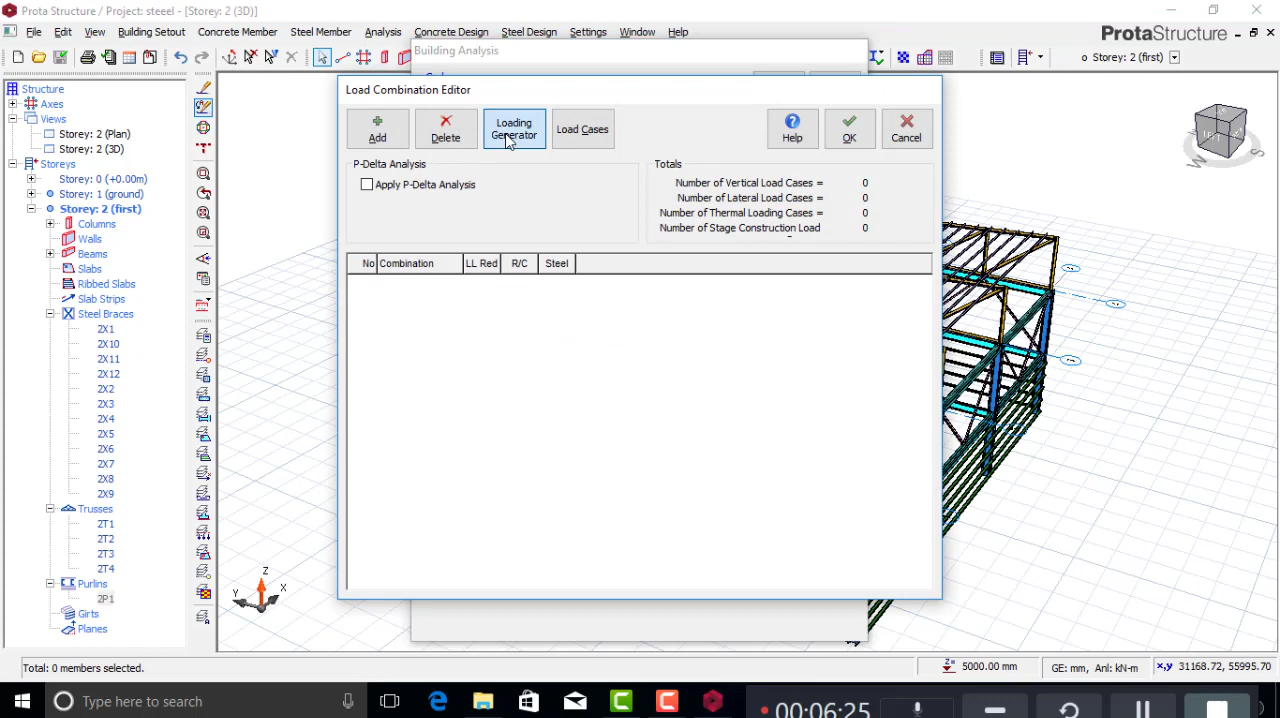 Prota Structure / Project: steeel - [Storey: 2 (3D)]
File Edit View Building Setout Concrete Member Steel Member Analysis Concrete Design Steel Design Settings Window Help
ProtaStructure
Storey: 2 (first)
Building Analysis
Load Combination Editor
Add
Delete
Loading Generator
Load Cases
Help
OK
Cancel
P-Delta Analysis
Apply P-Delta Analysis
Totals
Number of Vertical Load Cases = 0
Number of Lateral Load Cases = 0
Number of Thermal Loading Cases = 0
Number of Stage Construction Load 0
No Combination LL Red R/C Steel
Structure
Axes
Views
Storey: 2 (Plan)
Storey: 2 (3D)
Storeys
Storey: 0 (+0.00m)
Storey: 1 (ground)
Storey: 2 (first)
Columns
Walls
Beams
Slabs
Ribbed Slabs
Slab Strips
Steel Braces
2X1
2X10
2X11
2X12
2X2
2X3
2X4
2X5
2X6
2X7
2X8
2X9
Trusses
2T1
2T2
2T3
2T4
Purlins
2P1
Girts
Planes
Z
Y
X
W
S
Total: 0 members selected.
Z= 5000.00 mm
GE: mm, Anl: kN-m
x,y 31168.72, 55995.70
Type here to search
00:06:25